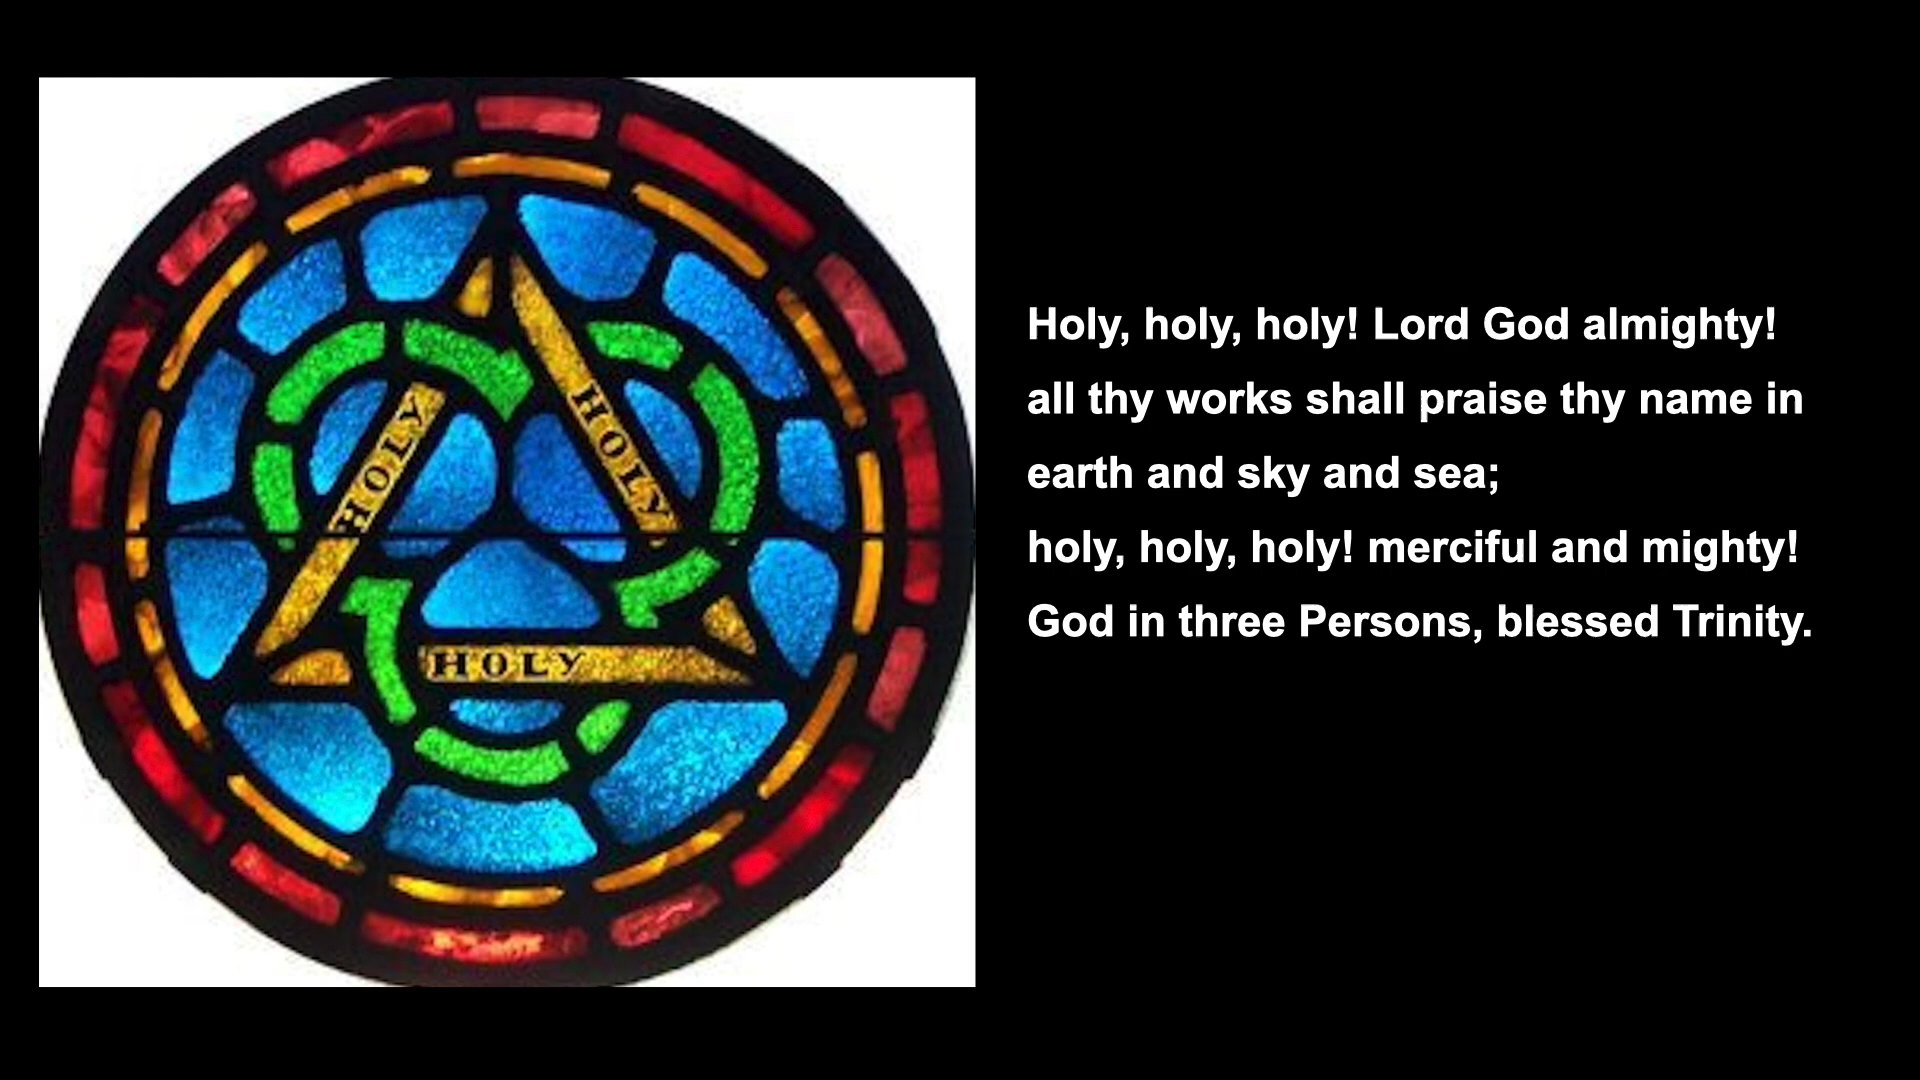 HOLY
HOLY
HOLY
Holy, holy, holy! Lord God almighty!
all thy works shall praise thy name in
earth and sky and sea;
holy, holy, holy! merciful and mighty!
God in three Persons, blessed Trinity.